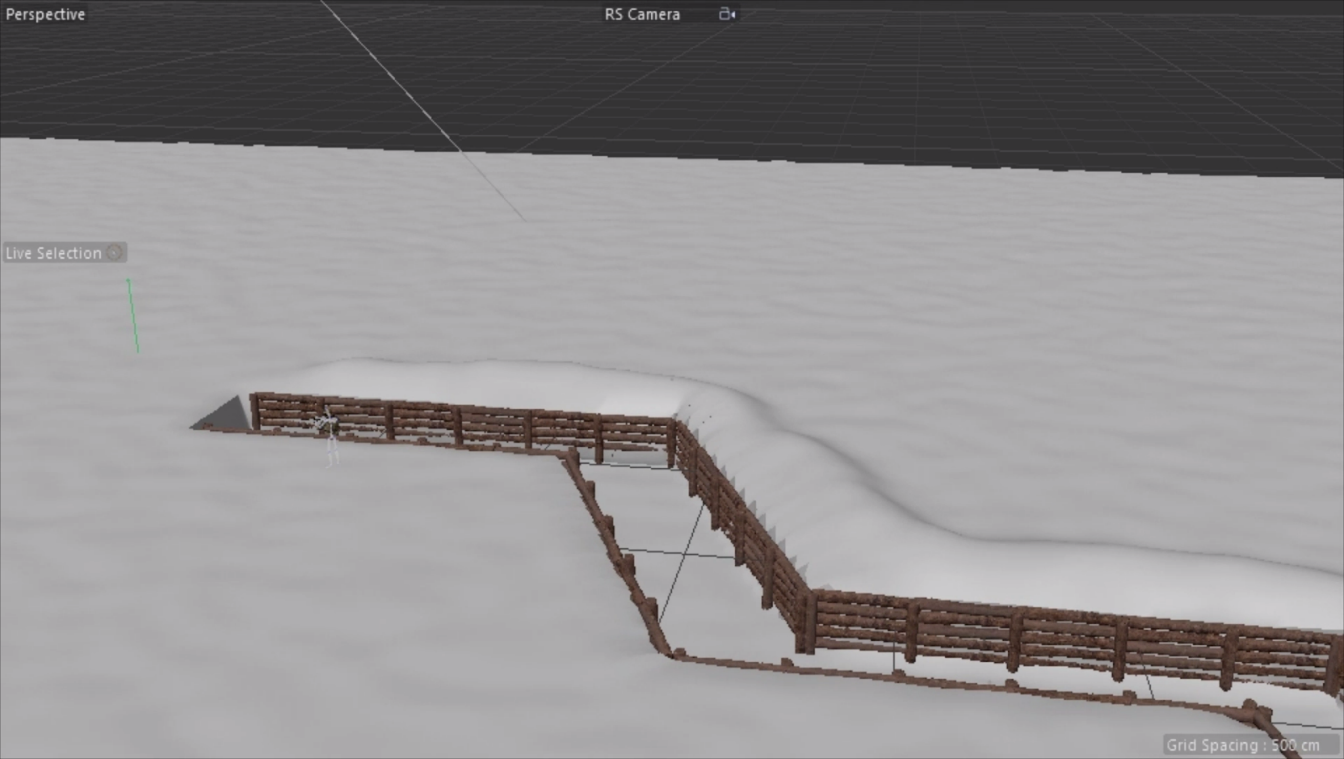 Perspective
RS Camera
Live Selection
Grid Spacing : 500 cm